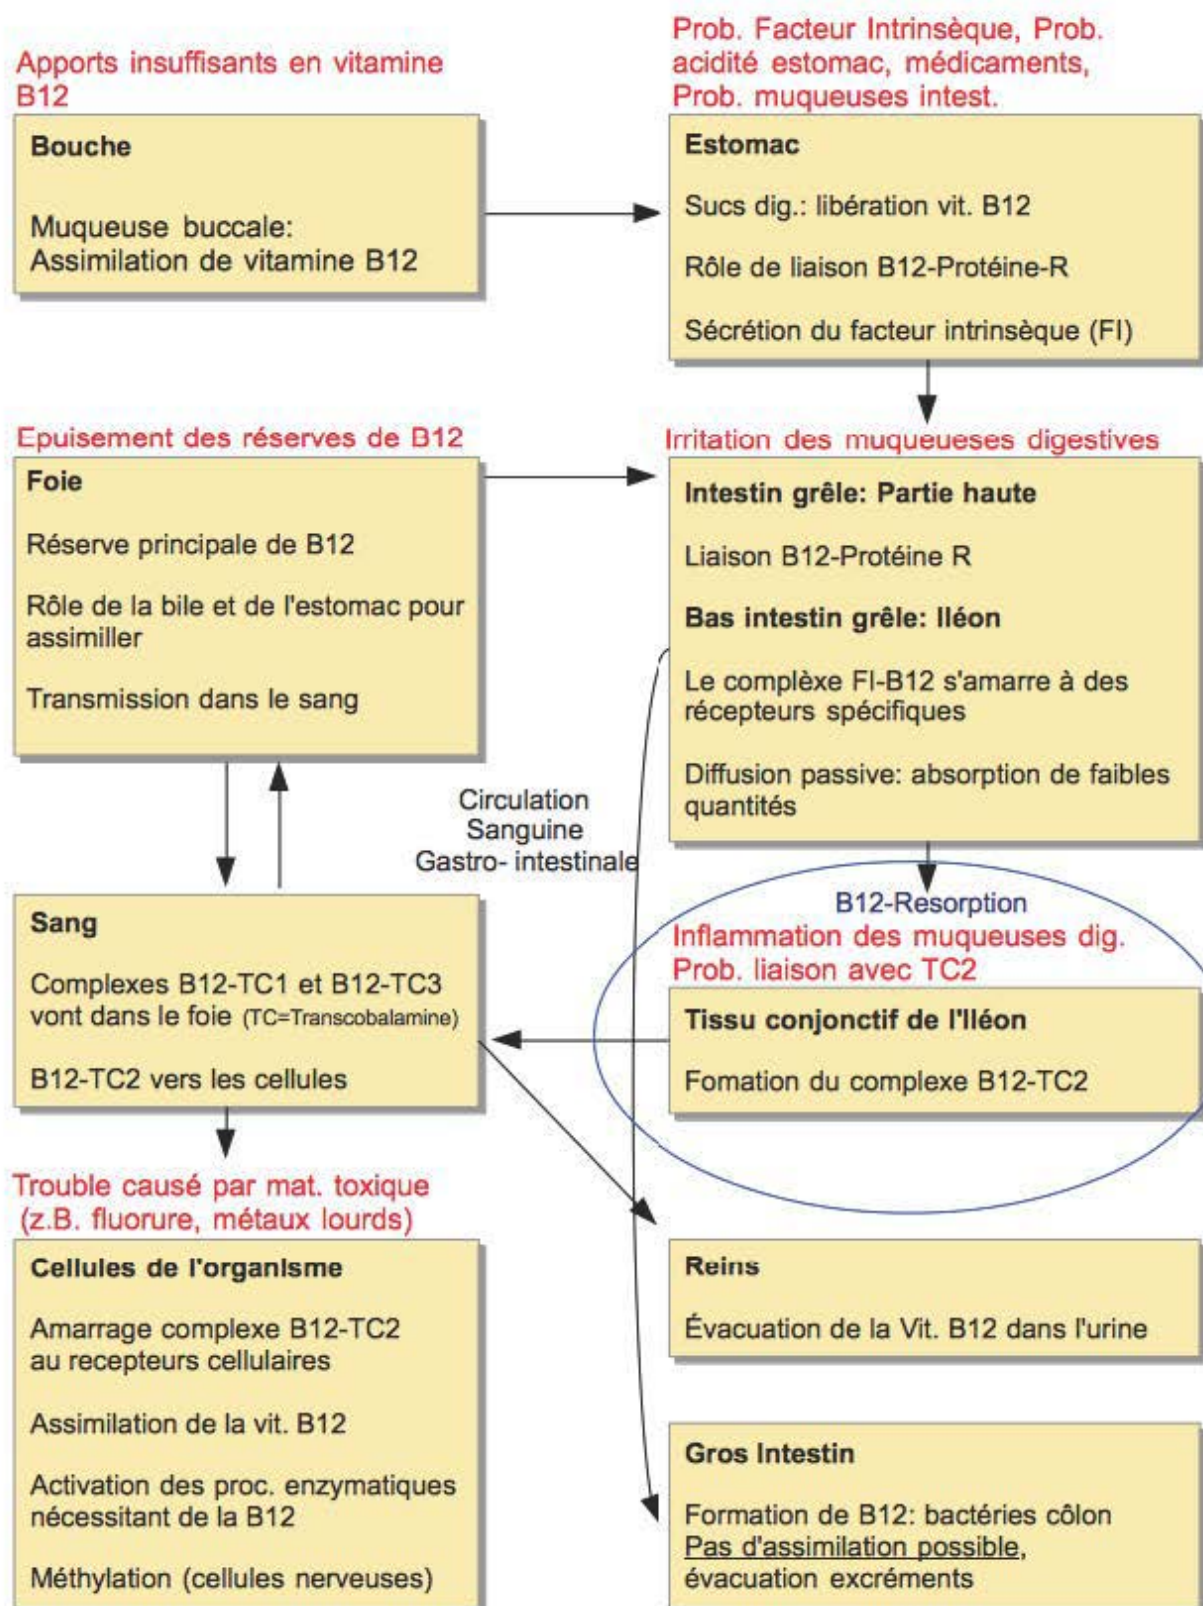 Apports insuffisants en vitamine
B12
Bouche
Muqueuse buccale:
Assimilation de vitamine B12
Prob. Facteur Intrinsèque, Prob.
acidité estomac, médicaments,
Prob. muqueuses intest.
Estomac
Sucs dig.: libération vit. B12
Rôle de liaison B12-Protéine-R
Sécrétion du facteur intrinsèque (FI)
Epuisement des réserves de B12
Foie
Réserve principale de B12
Rôle de la bile et de l'estomac pour
assimiller
Transmission dans le sang
Irritation des muqueueses digestives
Intestin grêle: Partie haute
Liaison B12-Protéine R
Bas intestin grêle: Iléon
Le complèxe FI-B12 s'amarre à des
récepteurs spécifiques
Diffusion passive: absorption de faibles
quantités
Circulation
Sanguine
Gastro- intestinale
Sang
Complexes B12-TC1 et B12-TC3
vont dans le foie (TC=Transcobalamine)
B12-TC2 vers les cellules
B12-Resorption
Inflammation des muqueuses dig.
Prob. liaison avec TC2
Tissu conjonctif de l'Iléon
Fomation du complexe B12-TC2
Trouble causé par mat. toxique
(z.B. fluorure, métaux lourds)
Cellules de l'organisme
Amarrage complexe B12-TC2
au recepteurs cellulaires
Assimilation de la vit. B12
Activation des proc. enzymatiques
nécessitant de la B12
Méthylation (cellules nerveuses)
Reins
Évacuation de la Vit. B12 dans l'urine
Gros Intestin
Formation de B12: bactéries côlon
Pas d'assimilation possible,
évacuation excréments